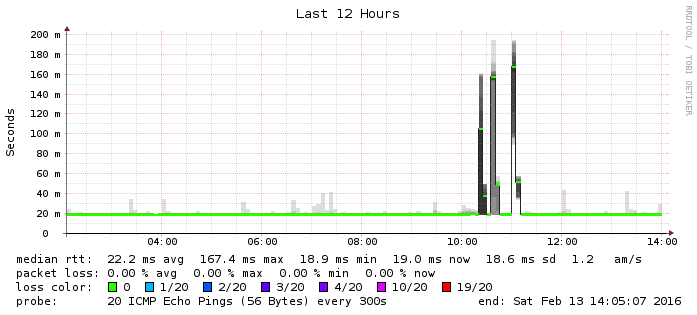 Last 12 Hours
RRDTOOL / TOBI OETIKER
Seconds
200 m
180 m
160 m
140 m
120 m
100 m
80 m
60 m
40 m
20 m
0
04:00 06:00 08:00 10:00 12:00 14:00
median rtt: 22.2 ms avg 167.4 ms max 18.9 ms min 19.0 ms now 18.6 ms sd 1.2 am/s
packet loss: 0.00 % avg 0.00 % max 0.00 % min 0.00 % now
loss color: 0 1/20 2/20 3/20 4/20 10/20 19/20
probe: 20 ICMP Echo Pings (56 Bytes) every 300s end: Sat Feb 13 14:05:07 2016